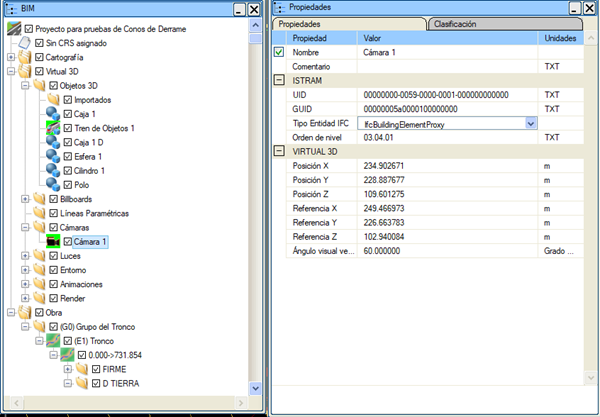 BIM
Proyecto para pruebas de Conos de Derrame
Sin CRS asignado
Cartografía
Virtual 3D
Objetos 3D
Importados
Caja 1
Tren de Objetos 1
Caja 1 D
Esfera 1
Cilindro 1
Polo
Billboards
Líneas Paramétricas
Cámaras
Cámara 1
Luces
Entorno
Animaciones
Render
Obra
(G0) Grupo del Tronco
(E1) Tronco
0.000->731.854
FIRME
D TIERRA
Propiedades
Propiedades Clasificación
Propiedad Valor Unidades
Nombre Cámara 1
Comentario TXT
ISTRAM
UID 00000000-0059-0000-0001-000000000000 TXT
GUID 00000005a0000100000000 TXT
Tipo Entidad IFC IfcBuildingElementProxy
Orden de nivel 03.04.01 TXT
VIRTUAL 3D
Posición X 234.902671 m
Posición Y 228.887677 m
Posición Z 109.601275 m
Referencia X 249.466973 m
Referencia Y 226.663783 m
Referencia Z 102.940084 m
Ángulo visual ve... 60.000000 Grado ...